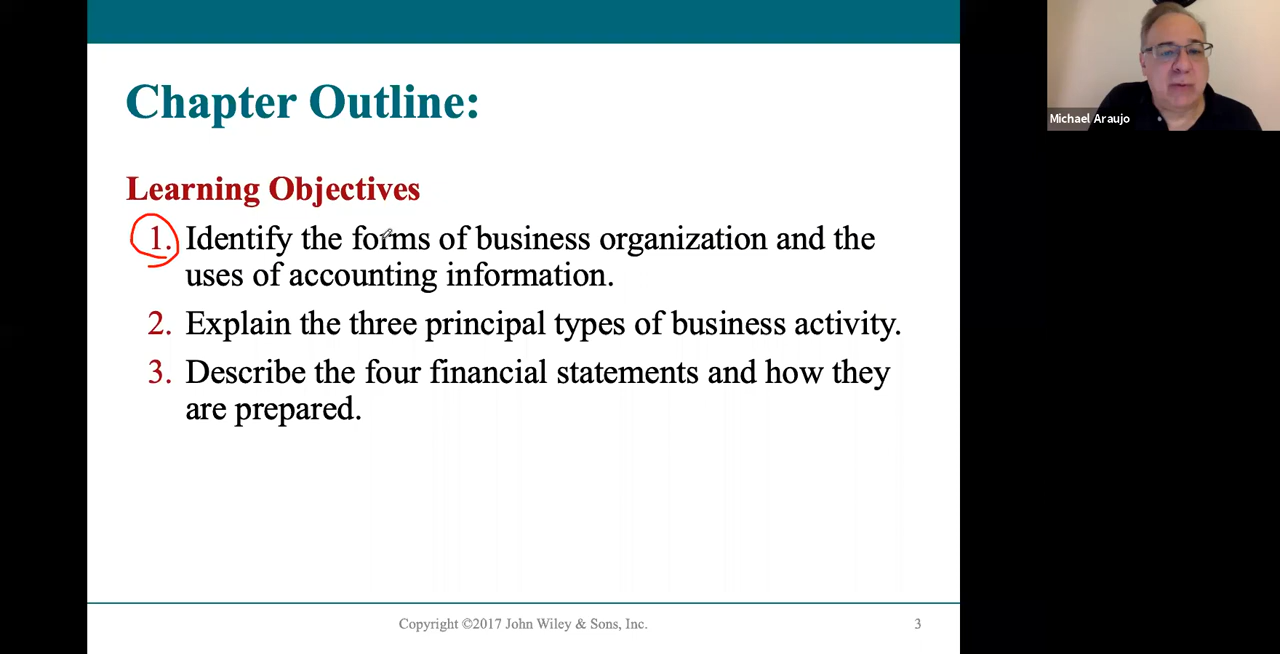 Chapter Outline:
Michael Araujo
Learning Objectives
1. Identify the forms of business organization and the
uses of accounting information.
2. Explain the three principal types of business activity.
3. Describe the four financial statements and how they
are prepared.
Copyright ©2017 John Wiley & Sons, Inc.
3